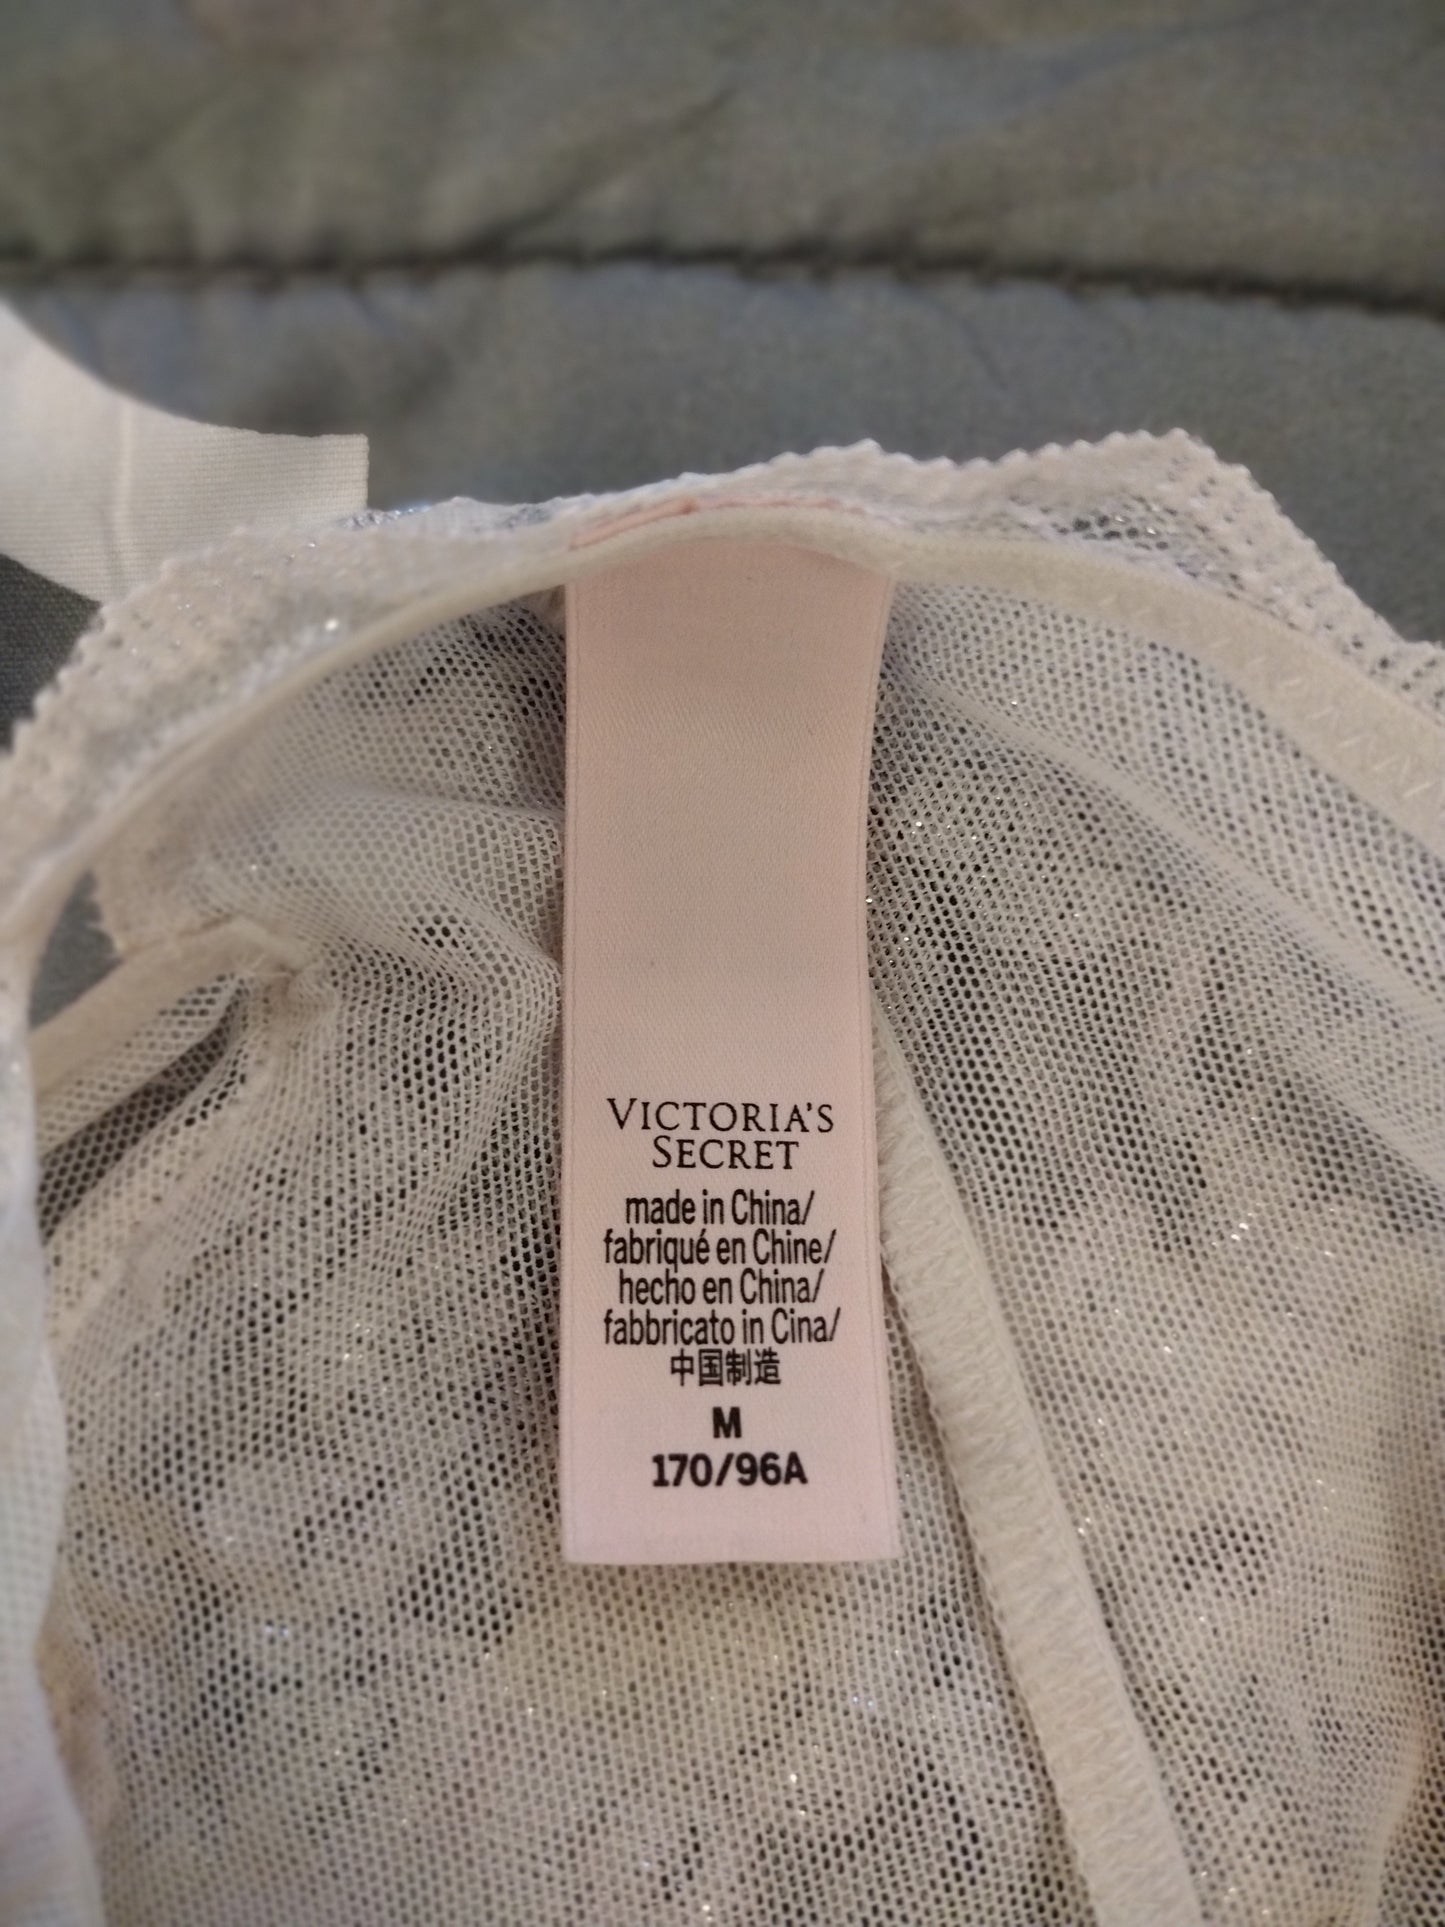 VICTORIA'S
SECRET
made in China/
fabriqué en Chine/
hecho en China/
fabbricato in Cina/
中国制造
M
170/96A